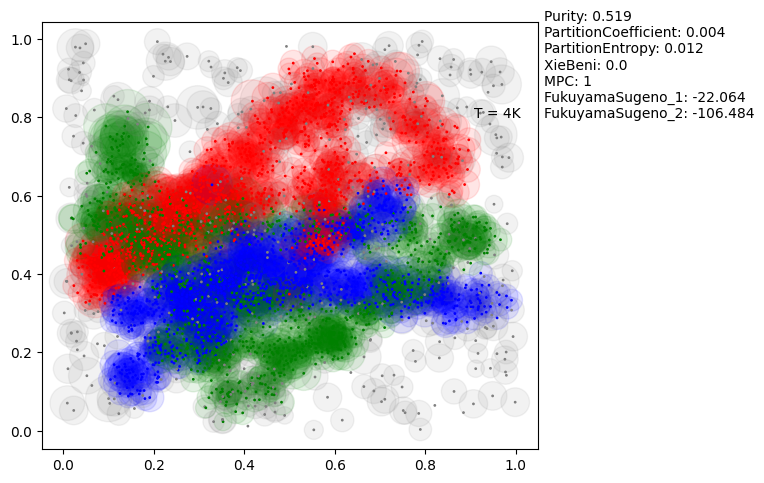 Purity: 0.519
PartitionCoefficient: 0.004
PartitionEntropy: 0.012
XieBeni: 0.0
MPC: 1
FukuyamaSugeno_1: -22.064
FukuyamaSugeno_2: -106.484
T = 4K
1.0
0.8
0.6
0.4
0.2
0.0
0.0 0.2 0.4 0.6 0.8 1.0